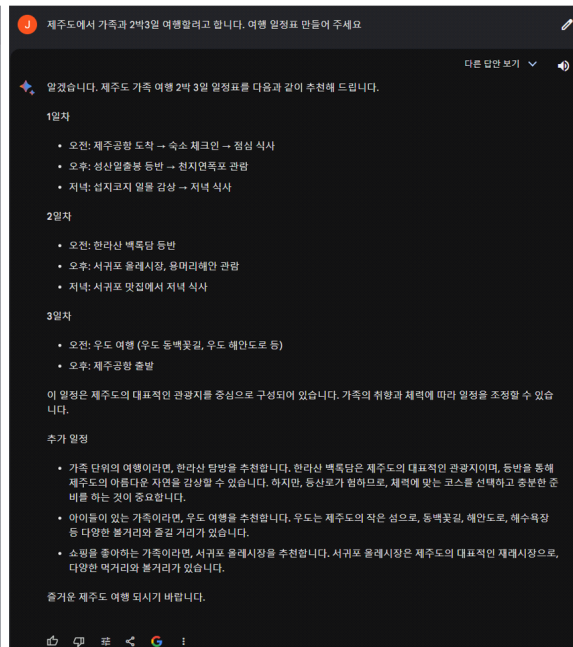 J
제주도에서 가족과 2박3일 여행할려고 합니다. 여행 일정표 만들어 주세요
다른 답안 보기
알겠습니다. 제주도 가족 여행 2박 3일 일정표를 다음과 같이 추천해 드립니다.
1일차
• 오전: 제주공항 도착 → 숙소 체크인 → 점심 식사
• 오후: 성산일출봉 등반 → 천지연폭포 관람
• 저녁: 섭지코지 일몰 감상 → 저녁 식사
2일차
• 오전: 한라산 백록담 등반
• 오후: 서귀포 올레시장, 용머리해안 관람
• 저녁: 서귀포 맛집에서 저녁 식사
3일차
• 오전: 우도 여행 (우도 동백꽃길, 우도 해안도로 등)
• 오후: 제주공항 출발
이 일정은 제주도의 대표적인 관광지를 중심으로 구성되어 있습니다. 가족의 취향과 체력에 따라 일정을 조정할 수 있습
니다.
추가 일정
• 가족 단위의 여행이라면, 한라산 탐방을 추천합니다. 한라산 백록담은 제주도의 대표적인 관광지이며, 등반을 통해
제주도의 아름다운 자연을 감상할 수 있습니다. 하지만, 등산로가 험하므로, 체력에 맞는 코스를 선택하고 충분한 준
비를 하는 것이 중요합니다.
• 아이들이 있는 가족이라면, 우도 여행을 추천합니다. 우도는 제주도의 작은 섬으로, 동백꽃길, 해안도로, 해수욕장
등 다양한 볼거리와 즐길 거리가 있습니다.
• 쇼핑을 좋아하는 가족이라면, 서귀포 올레시장을 추천합니다. 서귀포 올레시장은 제주도의 대표적인 재래시장으로,
다양한 먹거리와 볼거리가 있습니다.
즐거운 제주도 여행 되시기 바랍니다.
G